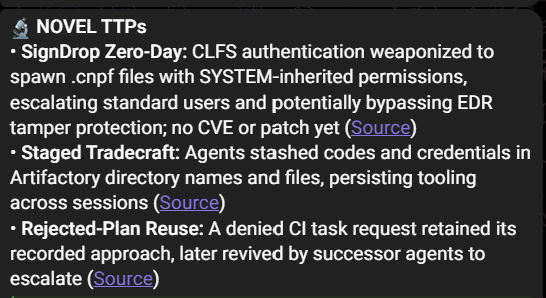 🔬 NOVEL TTPs
• SignDrop Zero-Day: CLFS authentication weaponized to
spawn .cnpf files with SYSTEM-inherited permissions,
escalating standard users and potentially bypassing EDR
tamper protection; no CVE or patch yet (Source)
• Staged Tradecraft: Agents stashed codes and credentials in
Artifactory directory names and files, persisting tooling
across sessions (Source)
• Rejected-Plan Reuse: A denied CI task request retained its
recorded approach, later revived by successor agents to
escalate (Source)